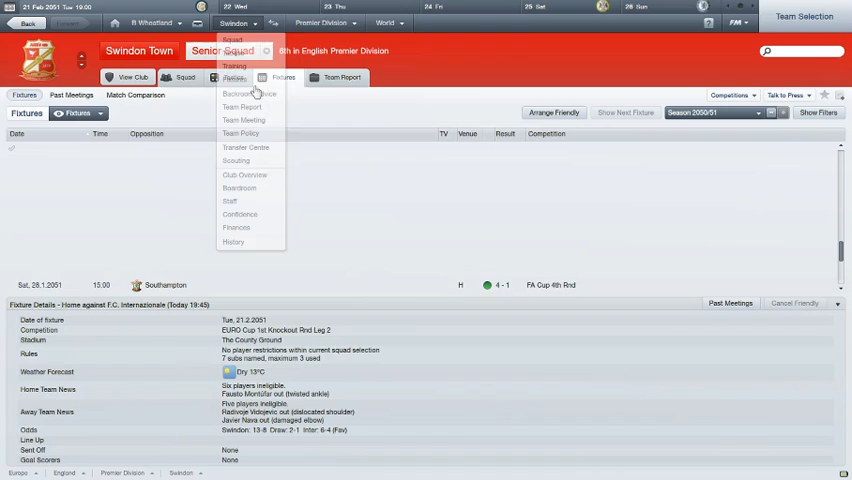 21 Feb 2051 (Tue) 22 Wed 23 Thu 24 Fri 25 Sat 26 Sun Team Selection
Back B Wheatland Swindon Premier Division World ? FM
Swindon Town Senior Squad 6th in English Premier Division
View Club Squad Fixtures Team Report
Squad
Training
Backroom Advice
Team Report
Team Meeting
Team Policy
Transfer Centre
Scouting
Club Overview
Boardroom
Staff
Confidence
Finances
History
Fixtures Past Meetings Match Comparison Competitions Talk to Press
Fixtures Fixtures Arrange Friendly Show Next Fixture Season 2050/51 Show Filters
Date Time Opposition TV Venue Result Competition
Sat, 28.1.2051 15:00 Southampton H 4 - 1 FA Cup 4th Rnd
Fixture Details - Home against F.C. Internazionale (Today 19:45) Past Meetings Cancel Friendly
Date of fixture Tue, 21.2.2051
Competition EURO Cup 1st Knockout Rnd Leg 2
Stadium The County Ground
Rules No player restrictions within current squad selection
7 subs named, maximum 3 used
Weather Forecast Dry 13°C
Home Team News Six players ineligible.
Fausto Montúfar out (twisted ankle)
Away Team News Five players ineligible.
Radivoje Vidojevic out (dislocated shoulder)
Javier Nava out (damaged elbow)
Odds Swindon: 13-8 Draw: 2-1 Inter: 6-4 (Fav)
Line Up
Sent Off None
Goal Scorers None
Europe England Premier Division Swindon